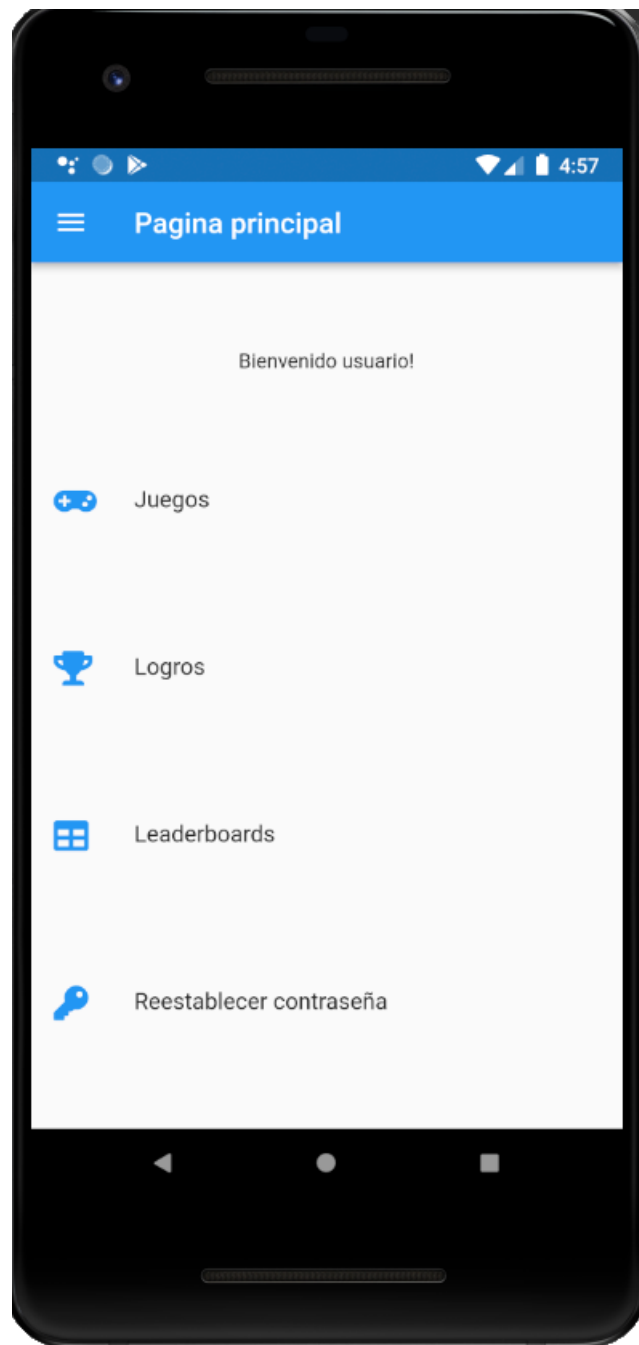 4:57
Pagina principal
Bienvenido usuario!
Juegos
Logros
Leaderboards
Reestablecer contraseña